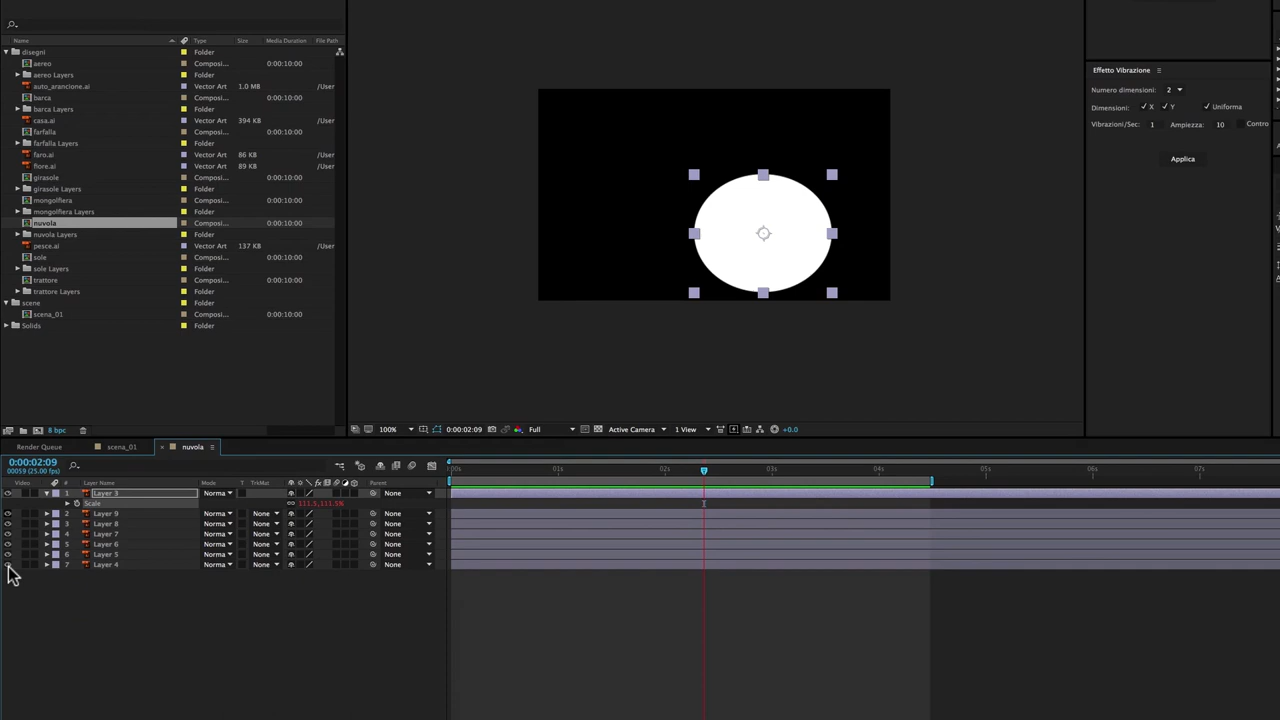 Name Type Size Media Duration File Path
disegni Folder
aereo Composi... 0:00:10:00
aereo Layers Folder
auto_arancione.ai Vector Art 1.0 MB /User
barca Composi... 0:00:10:00
barca Layers Folder
casa.ai Vector Art 394 KB /User
farfalla Composi... 0:00:10:00
farfalla Layers Folder
faro.ai Vector Art 86 KB /User
fiore.ai Vector Art 89 KB /User
girasole Composi... 0:00:10:00
girasole Layers Folder
mongolfiera Composi... 0:00:10:00
mongolfiera Layers Folder
nuvola Composi... 0:00:10:00
nuvola Layers Folder
pesce.ai Vector Art 137 KB /User
sole Composi... 0:00:10:00
sole Layers Folder
trattore Composi... 0:00:10:00
trattore Layers Folder
scene Folder
scena_01 Composi... 0:00:10:00
Solids Folder
8 bpc
Effetto Vibrazione
Numero dimensioni: 2
Dimensioni: X Y Uniforma
Vibrazioni/Sec: 1 Ampiezza: 10 Contro
Applica
100% 0:00:02:09 Full Active Camera 1 View +0.0
Render Queue scena_01 × nuvola
0:00:02:09
00059 (25.00 fps)
Video # Layer Name Mode T TrkMat Parent
1 Layer 3 Norma None
Scale 111.5,111.5%
2 Layer 9 Norma None None
3 Layer 8 Norma None None
4 Layer 7 Norma None None
5 Layer 6 Norma None None
6 Layer 5 Norma None None
7 Layer 4 Norma None None
:00s 01s 02s 03s 04s 05s 06s 07s